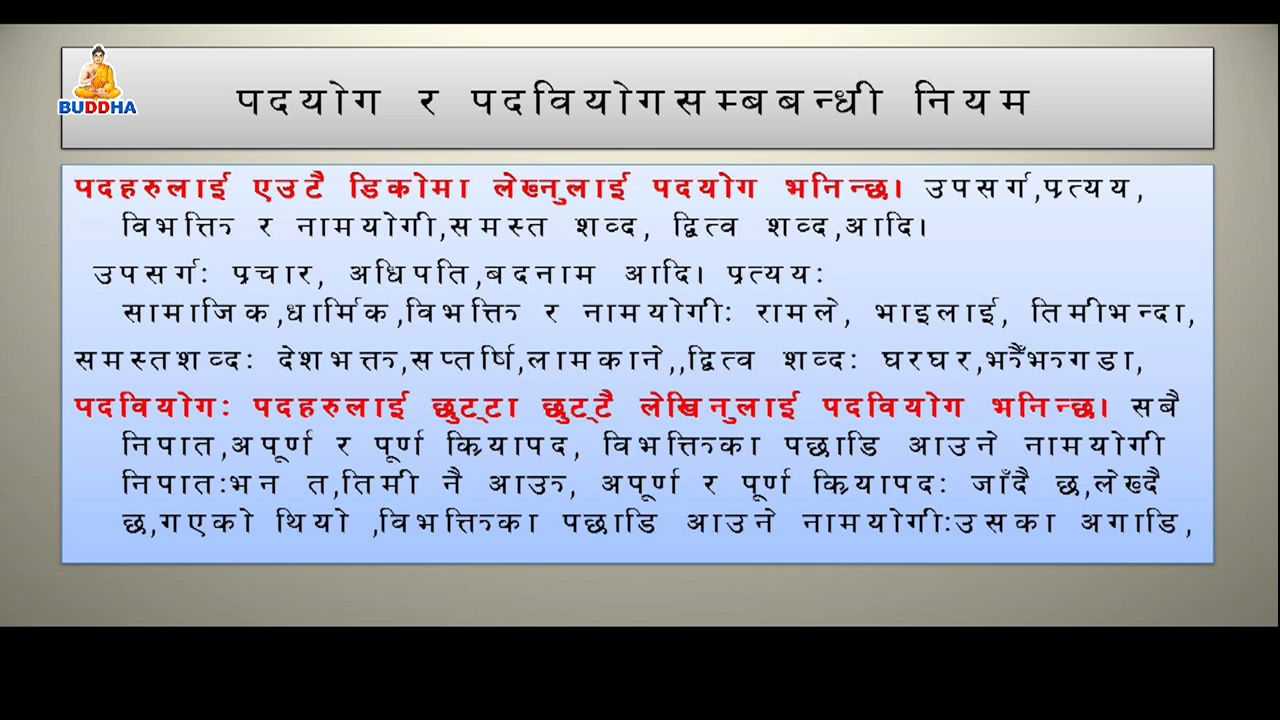 BUDDHA
पदयोग र पदवियोगसम्बबन्धी नियम
पदहरुलाई एउटै डिकोमा लेख्नुलाई पदयोग भनिन्छ। उपसर्ग,प्रत्यय,
विभक्ति र नामयोगी,समस्त शब्द, द्वित्व शब्द,आदि।
उपसर्गः प्रचार, अधिपति,बदनाम आदि। प्रत्ययः
सामाजिक,धार्मिक,विभक्ति र नामयोगीः रामले, भाइलाई, तिमीभन्दा,
समस्तशब्दः देशभक्त,सप्तर्षि,लामकाने,,द्वित्व शब्दः घरघर,झैँझगडा,
पदवियोगः पदहरुलाई छुट्टा छुट्टै लेखिनुलाई पदवियोग भनिन्छ। सबै
निपात,अपूर्ण र पूर्ण क्रियापद, विभक्तिका पछाडि आउने नामयोगी
निपातःभन त,तिमी नै आऊ, अपूर्ण र पूर्ण क्रियापदः जाँदै छ,लेख्दै
छ,गएको थियो ,विभक्तिका पछाडि आउने नामयोगीःउसका अगाडि,